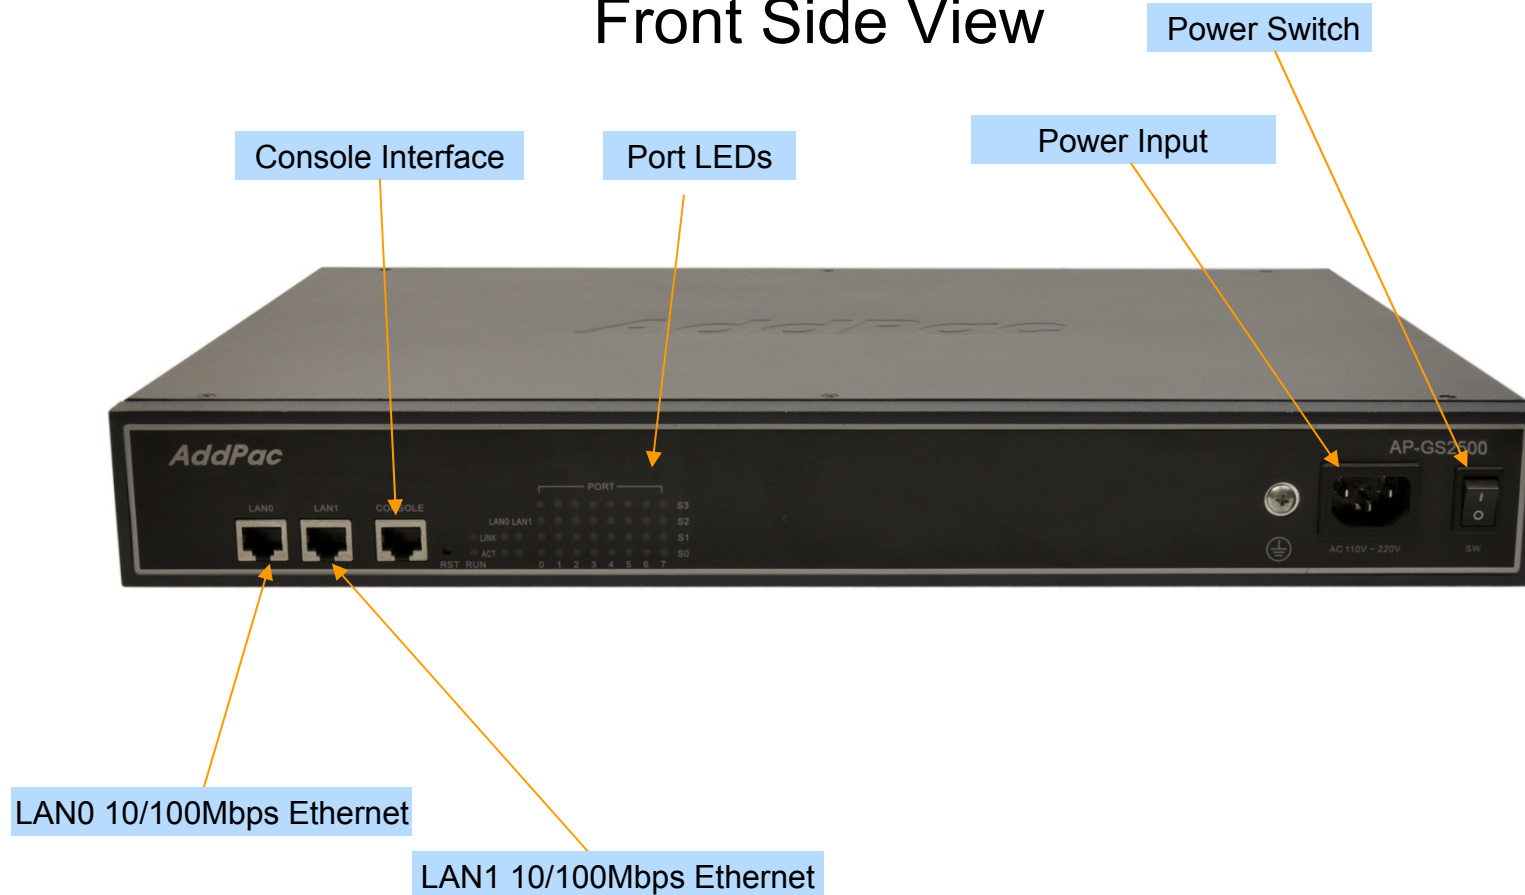 Front Side View
Power Switch
Console Interface
Port LEDs
Power Input
AddPac
AddPac
AP-GS2500
PORT
LAN0
LAN1
CONSOLE
S3
LAN0 LAN1
S2
LINK
S1
ACT
S0
RST RUN
0 1 2 3 4 5 6 7
AC 110V ~ 220V
SW
LAN0 10/100Mbps Ethernet
LAN1 10/100Mbps Ethernet